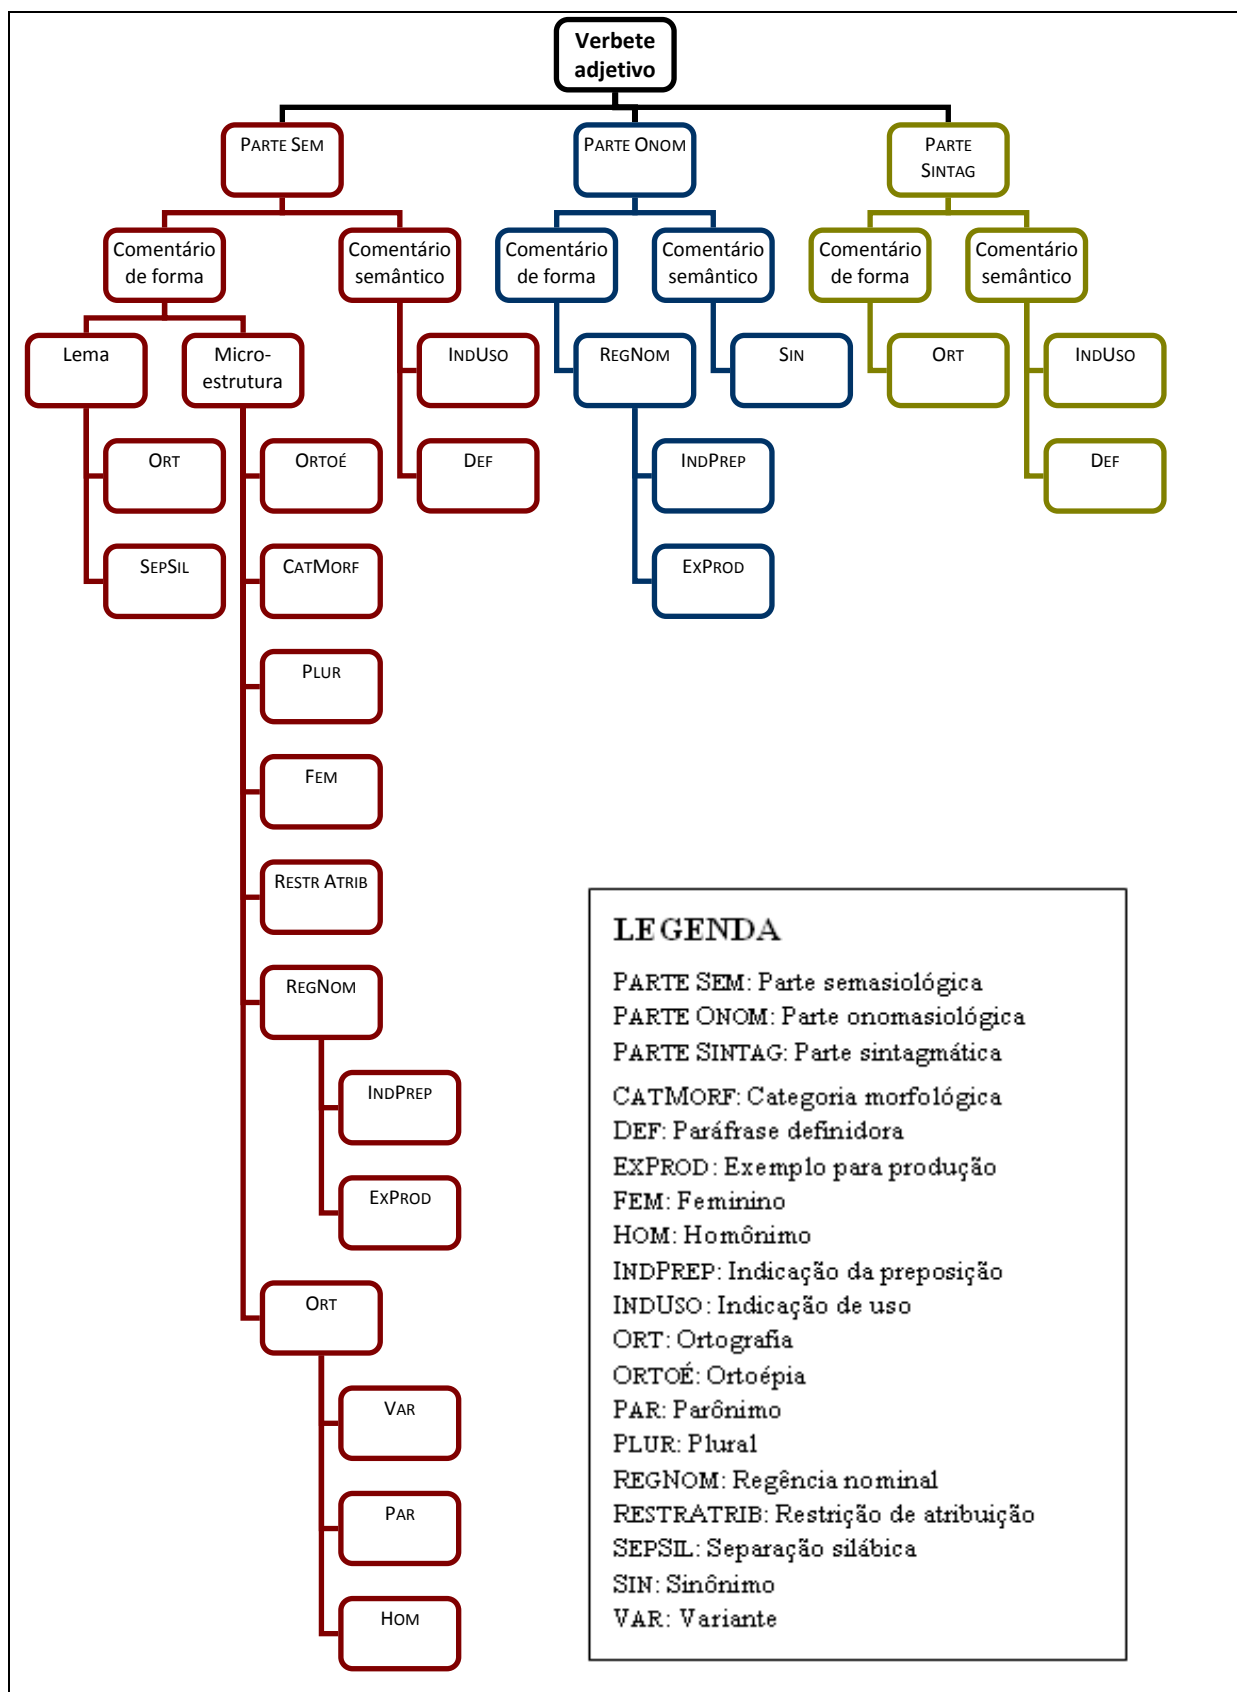 Verbete
adjetivo
PARTE SEM
PARTE ONOM
PARTE
SINTAG
Comentário
de forma
Comentário
semântico
Comentário
de forma
Comentário
semântico
Comentário
de forma
Comentário
semântico
Lema
Micro-
estrutura
INDUSO
REGNOM
SIN
ORT
INDUSO
ORT
ORTOÉ
DEF
INDPREP
DEF
SEPSIL
CATMORF
EXPROD
PLUR
FEM
RESTR ATRIB
REGNOM
INDPREP
EXPROD
ORT
VAR
PAR
HOM
LEGENDA
PARTE SEM: Parte semasiológica
PARTE ONOM: Parte onomasiológica
PARTE SINTAG: Parte sintagmática
CATMORF: Categoria morfológica
DEF: Paráfrase definidora
EXPROD: Exemplo para produção
FEM: Feminino
HOM: Homônimo
INDPREP: Indicação da preposição
INDUSO: Indicação de uso
ORT: Ortografia
ORTOÉ: Ortoépia
PAR: Parônimo
PLUR: Plural
REGNOM: Regência nominal
RESTRATRIB: Restrição de atribuição
SEPSIL: Separação silábica
SIN: Sinônimo
VAR: Variante